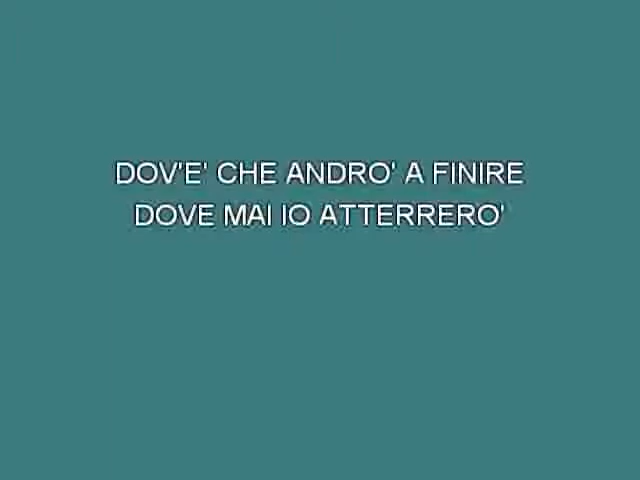 DOV'E' CHE ANDRO' A FINIRE
DOVE MAI IO ATTERRERO'